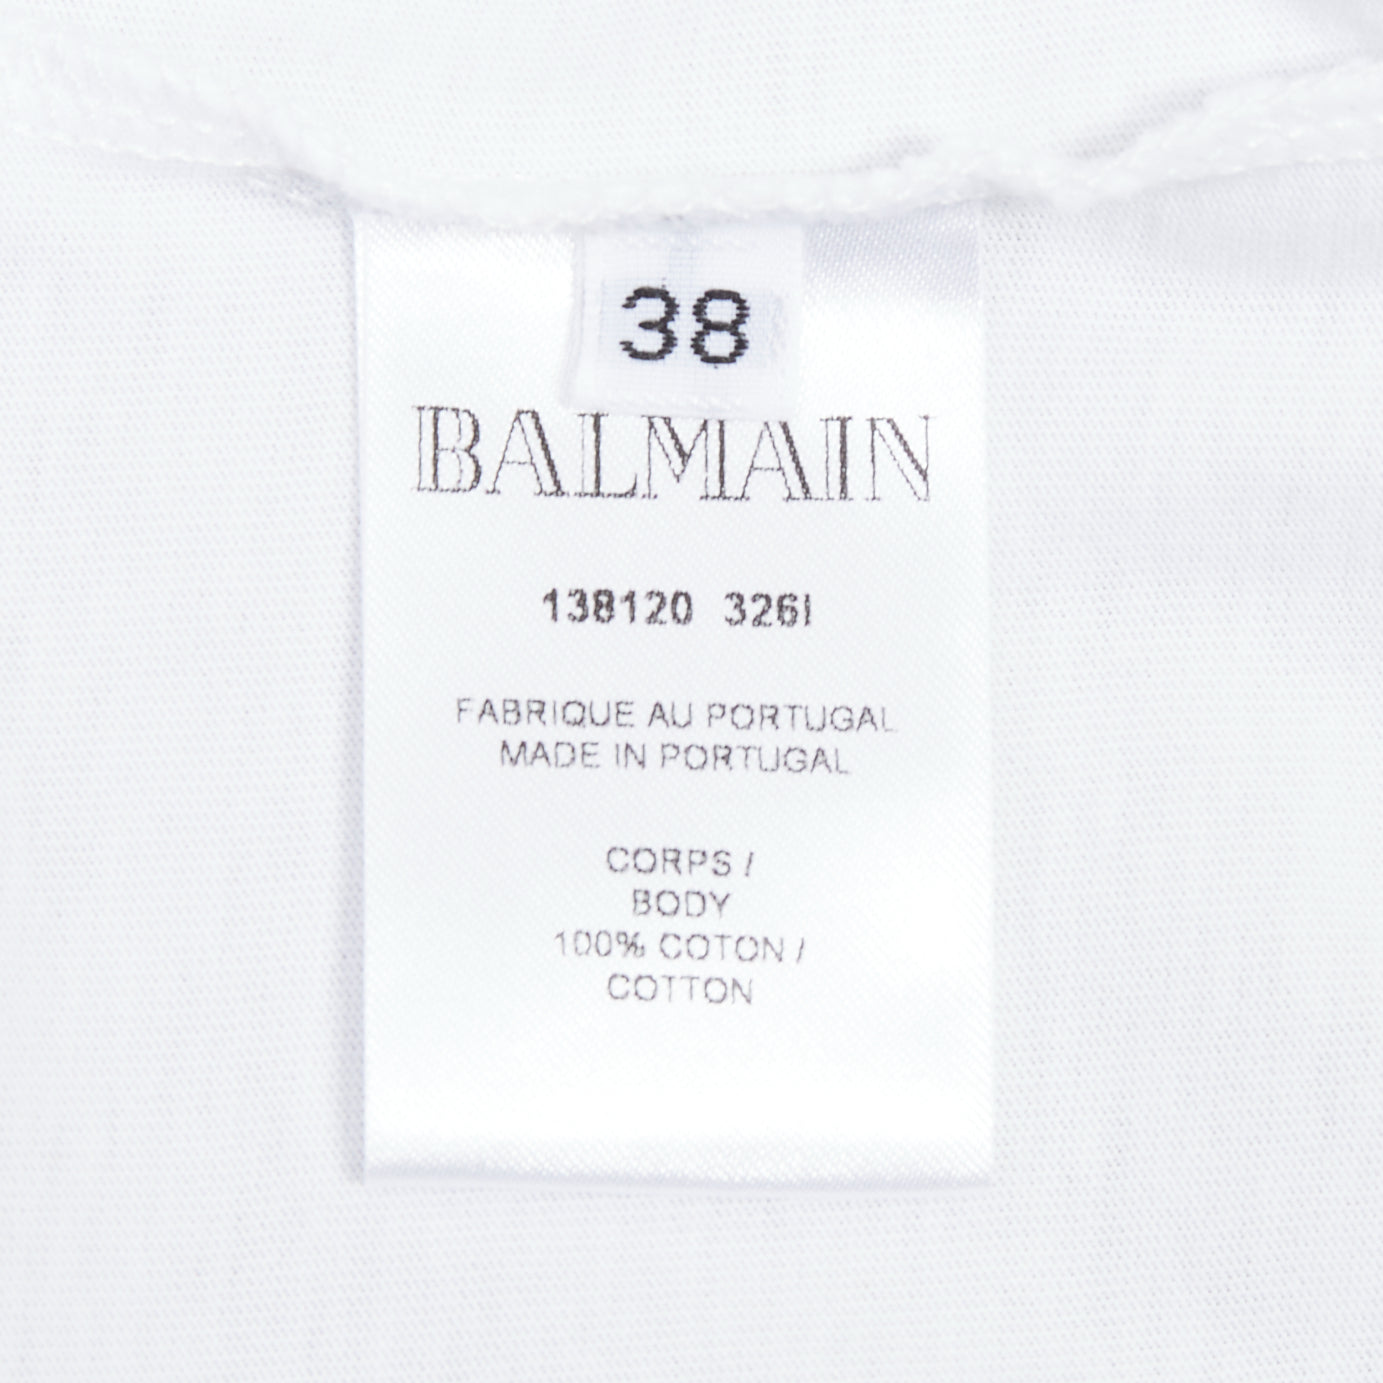 38
BALMAIN
138120 326I
FABRIQUE AU PORTUGAL
MADE IN PORTUGAL
CORPS /
BODY
100% COTON /
COTTON